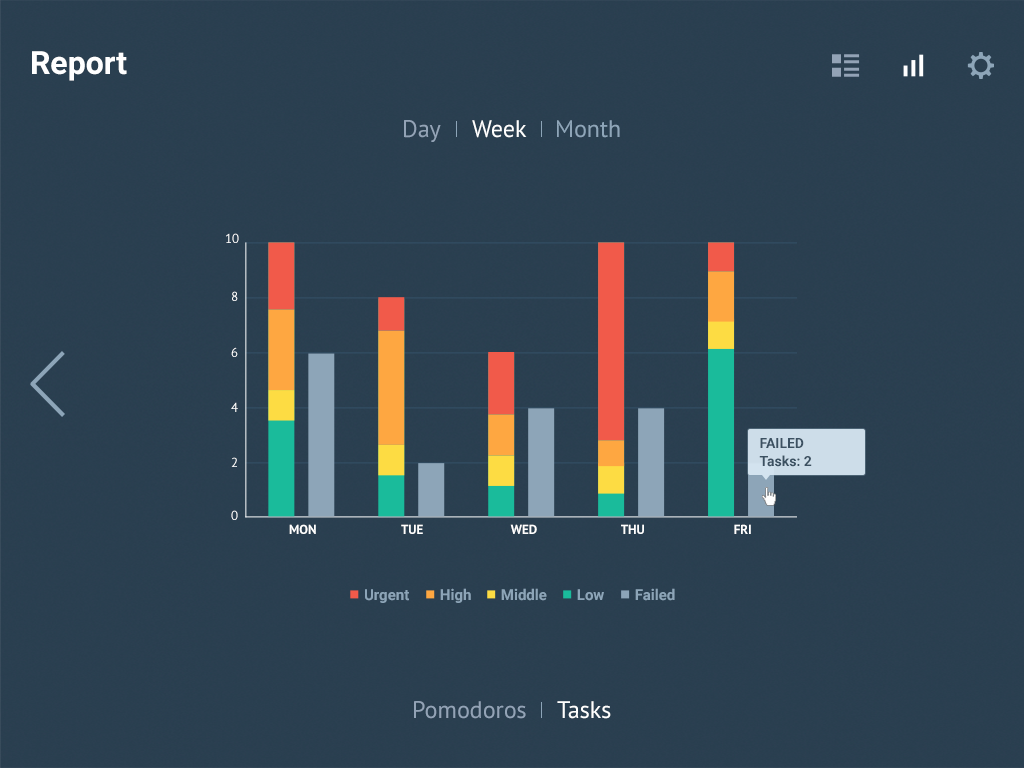 Report
Day Week Month
10
8
6
4
2
0
FAILED
Tasks: 2
MON TUE WED THU FRI
Urgent High Middle Low Failed
Pomodoros Tasks